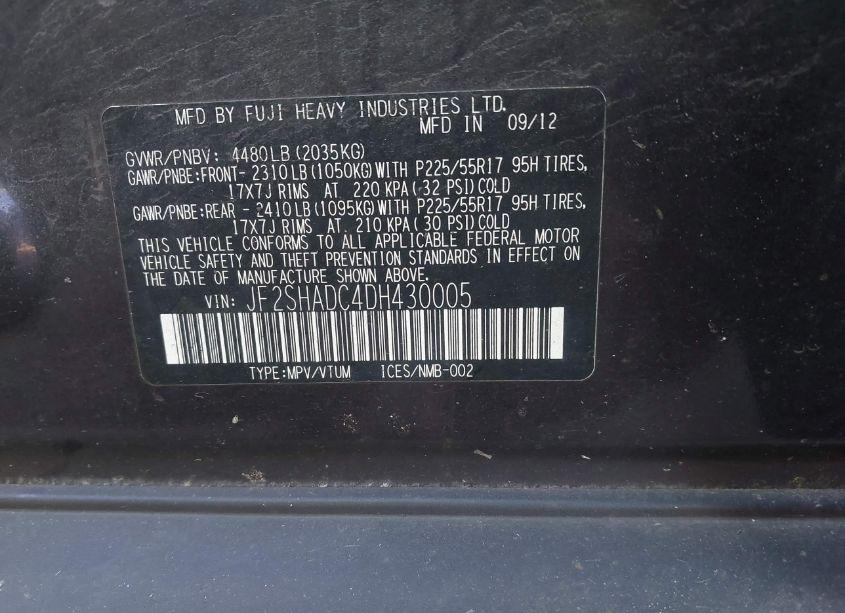 MFD BY FUJI HEAVY INDUSTRIES LTD.
MFD IN 09/12
GVWR/PNBV: 4480LB(2035KG)
GAWR/PNBE:FRONT- 2310LB(1050KG)WITH P225/55R17 95H TIRES,
17X7J RIMS AT 220 KPA(32 PSI)COLD
GAWR/PNBE:REAR - 2410LB(1095KG)WITH P225/55R17 95H TIRES,
17X7J RIMS AT 210 KPA(30 PSI)COLD
THIS VEHICLE CONFORMS TO ALL APPLICABLE FEDERAL MOTOR
VEHICLE SAFETY AND THEFT PREVENTION STANDARDS IN EFFECT ON
THE DATE OF MANUFACTURE SHOWN ABOVE.
VIN: JF2SHADC4DH430005
TYPE:MPV/VTUM ICES/NMB-002